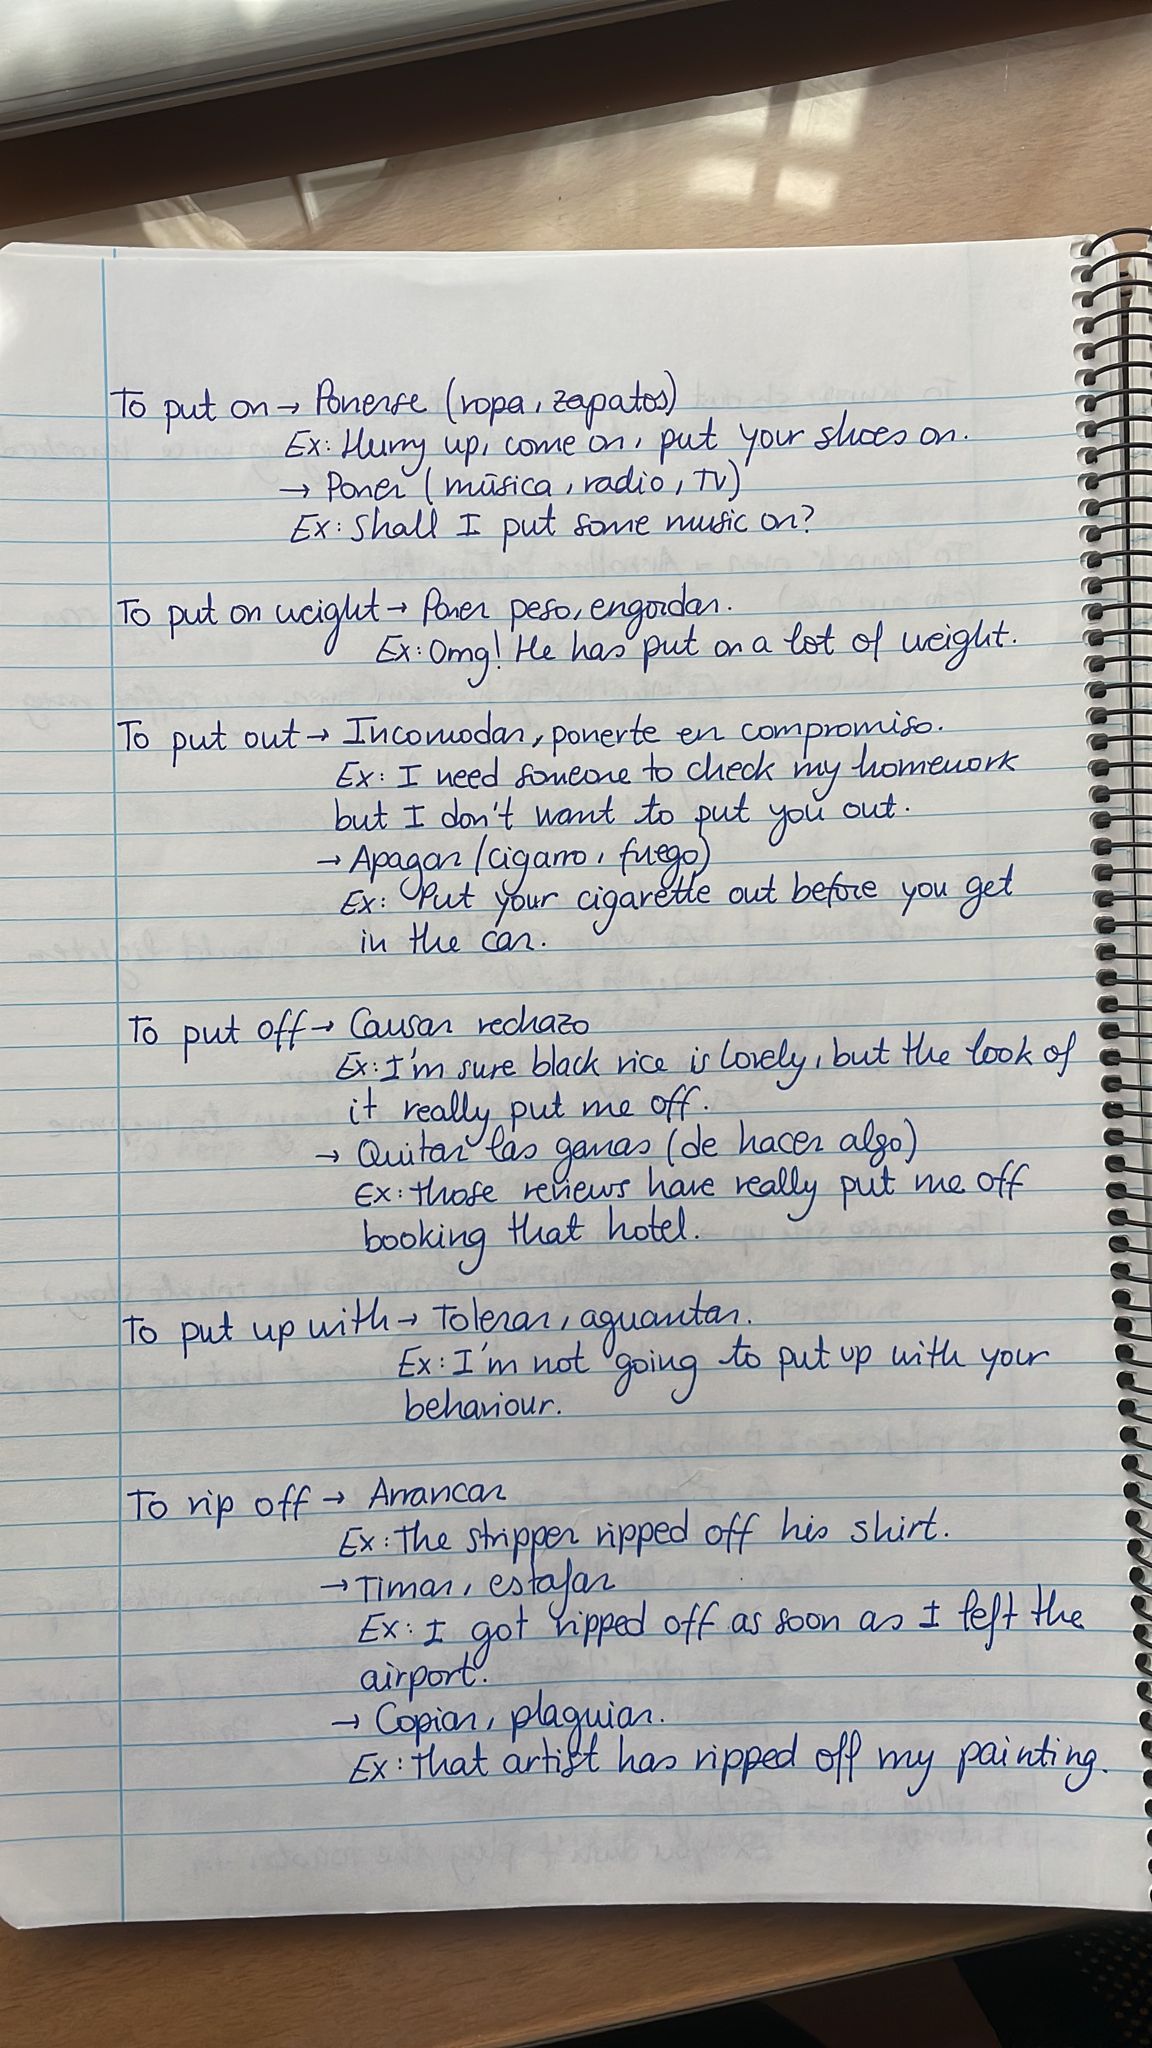 To put on → Ponerse (ropa, zapatos)
Ex: Hurry up, come on, put your shoes on.
→ Poner (música, radio, TV)
Ex: Shall I put some music on?
To put on weight → Poner peso, engordar.
Ex: Omg! He has put on a lot of weight.
To put out → Incomodar, ponerte en compromiso.
Ex: I need someone to check my homework
but I don't want to put you out.
→ Apagar (cigarro, fuego)
Ex: Put your cigarette out before you get
in the car.
To put off → Causar rechazo
Ex: I'm sure black rice is lovely, but the look of
it really put me off.
→ Quitar las ganas (de hacer algo)
Ex: Those reviews have really put me off
booking that hotel.
To put up with → Tolerar, aguantar.
Ex: I'm not going to put up with your
behaviour.
To rip off → Arrancar
Ex: The stripper ripped off his shirt.
→ Timar, estafar
Ex: I got ripped off as soon as I left the
airport.
→ Copiar, plaguiar.
Ex: That artist has ripped off my painting.